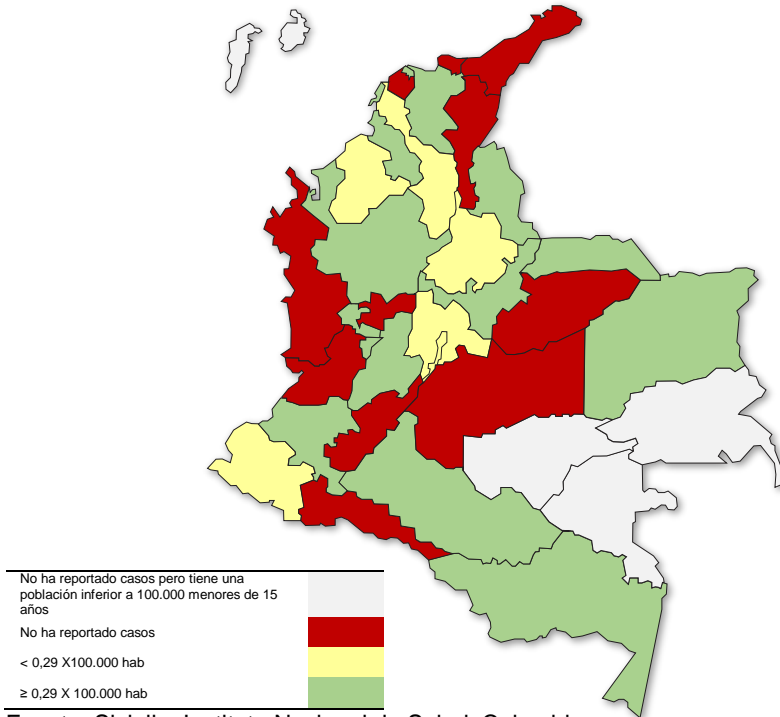 No ha reportado casos pero tiene una
población inferior a 100.000 menores de 15
años
No ha reportado casos
< 0,29 X100.000 hab
≥ 0,29 X 100.000 hab